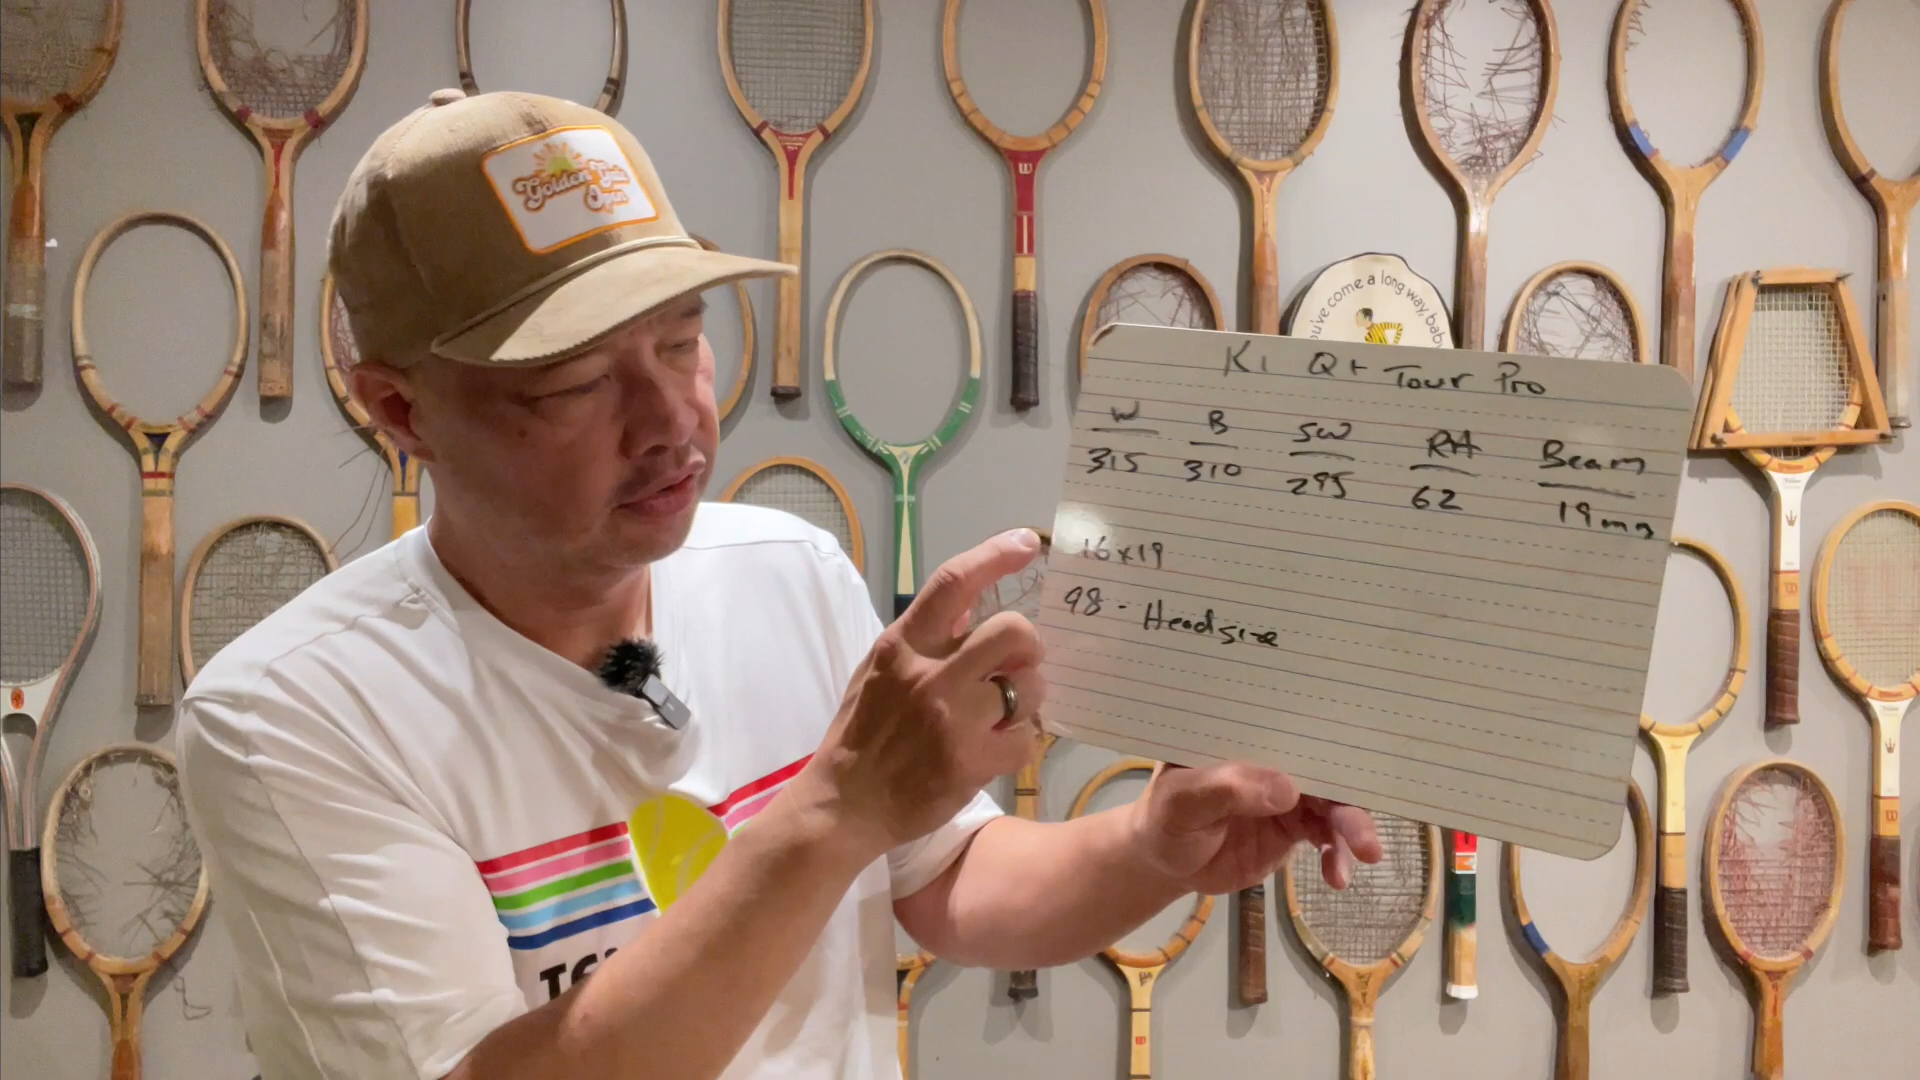 Golden Gate
Open
you've come a long way, baby
Ki Q+ Tour Pro
W B SW RA Beam
315 310 295 62 19mm
16x19
98 - Headsize
W
W
W
W